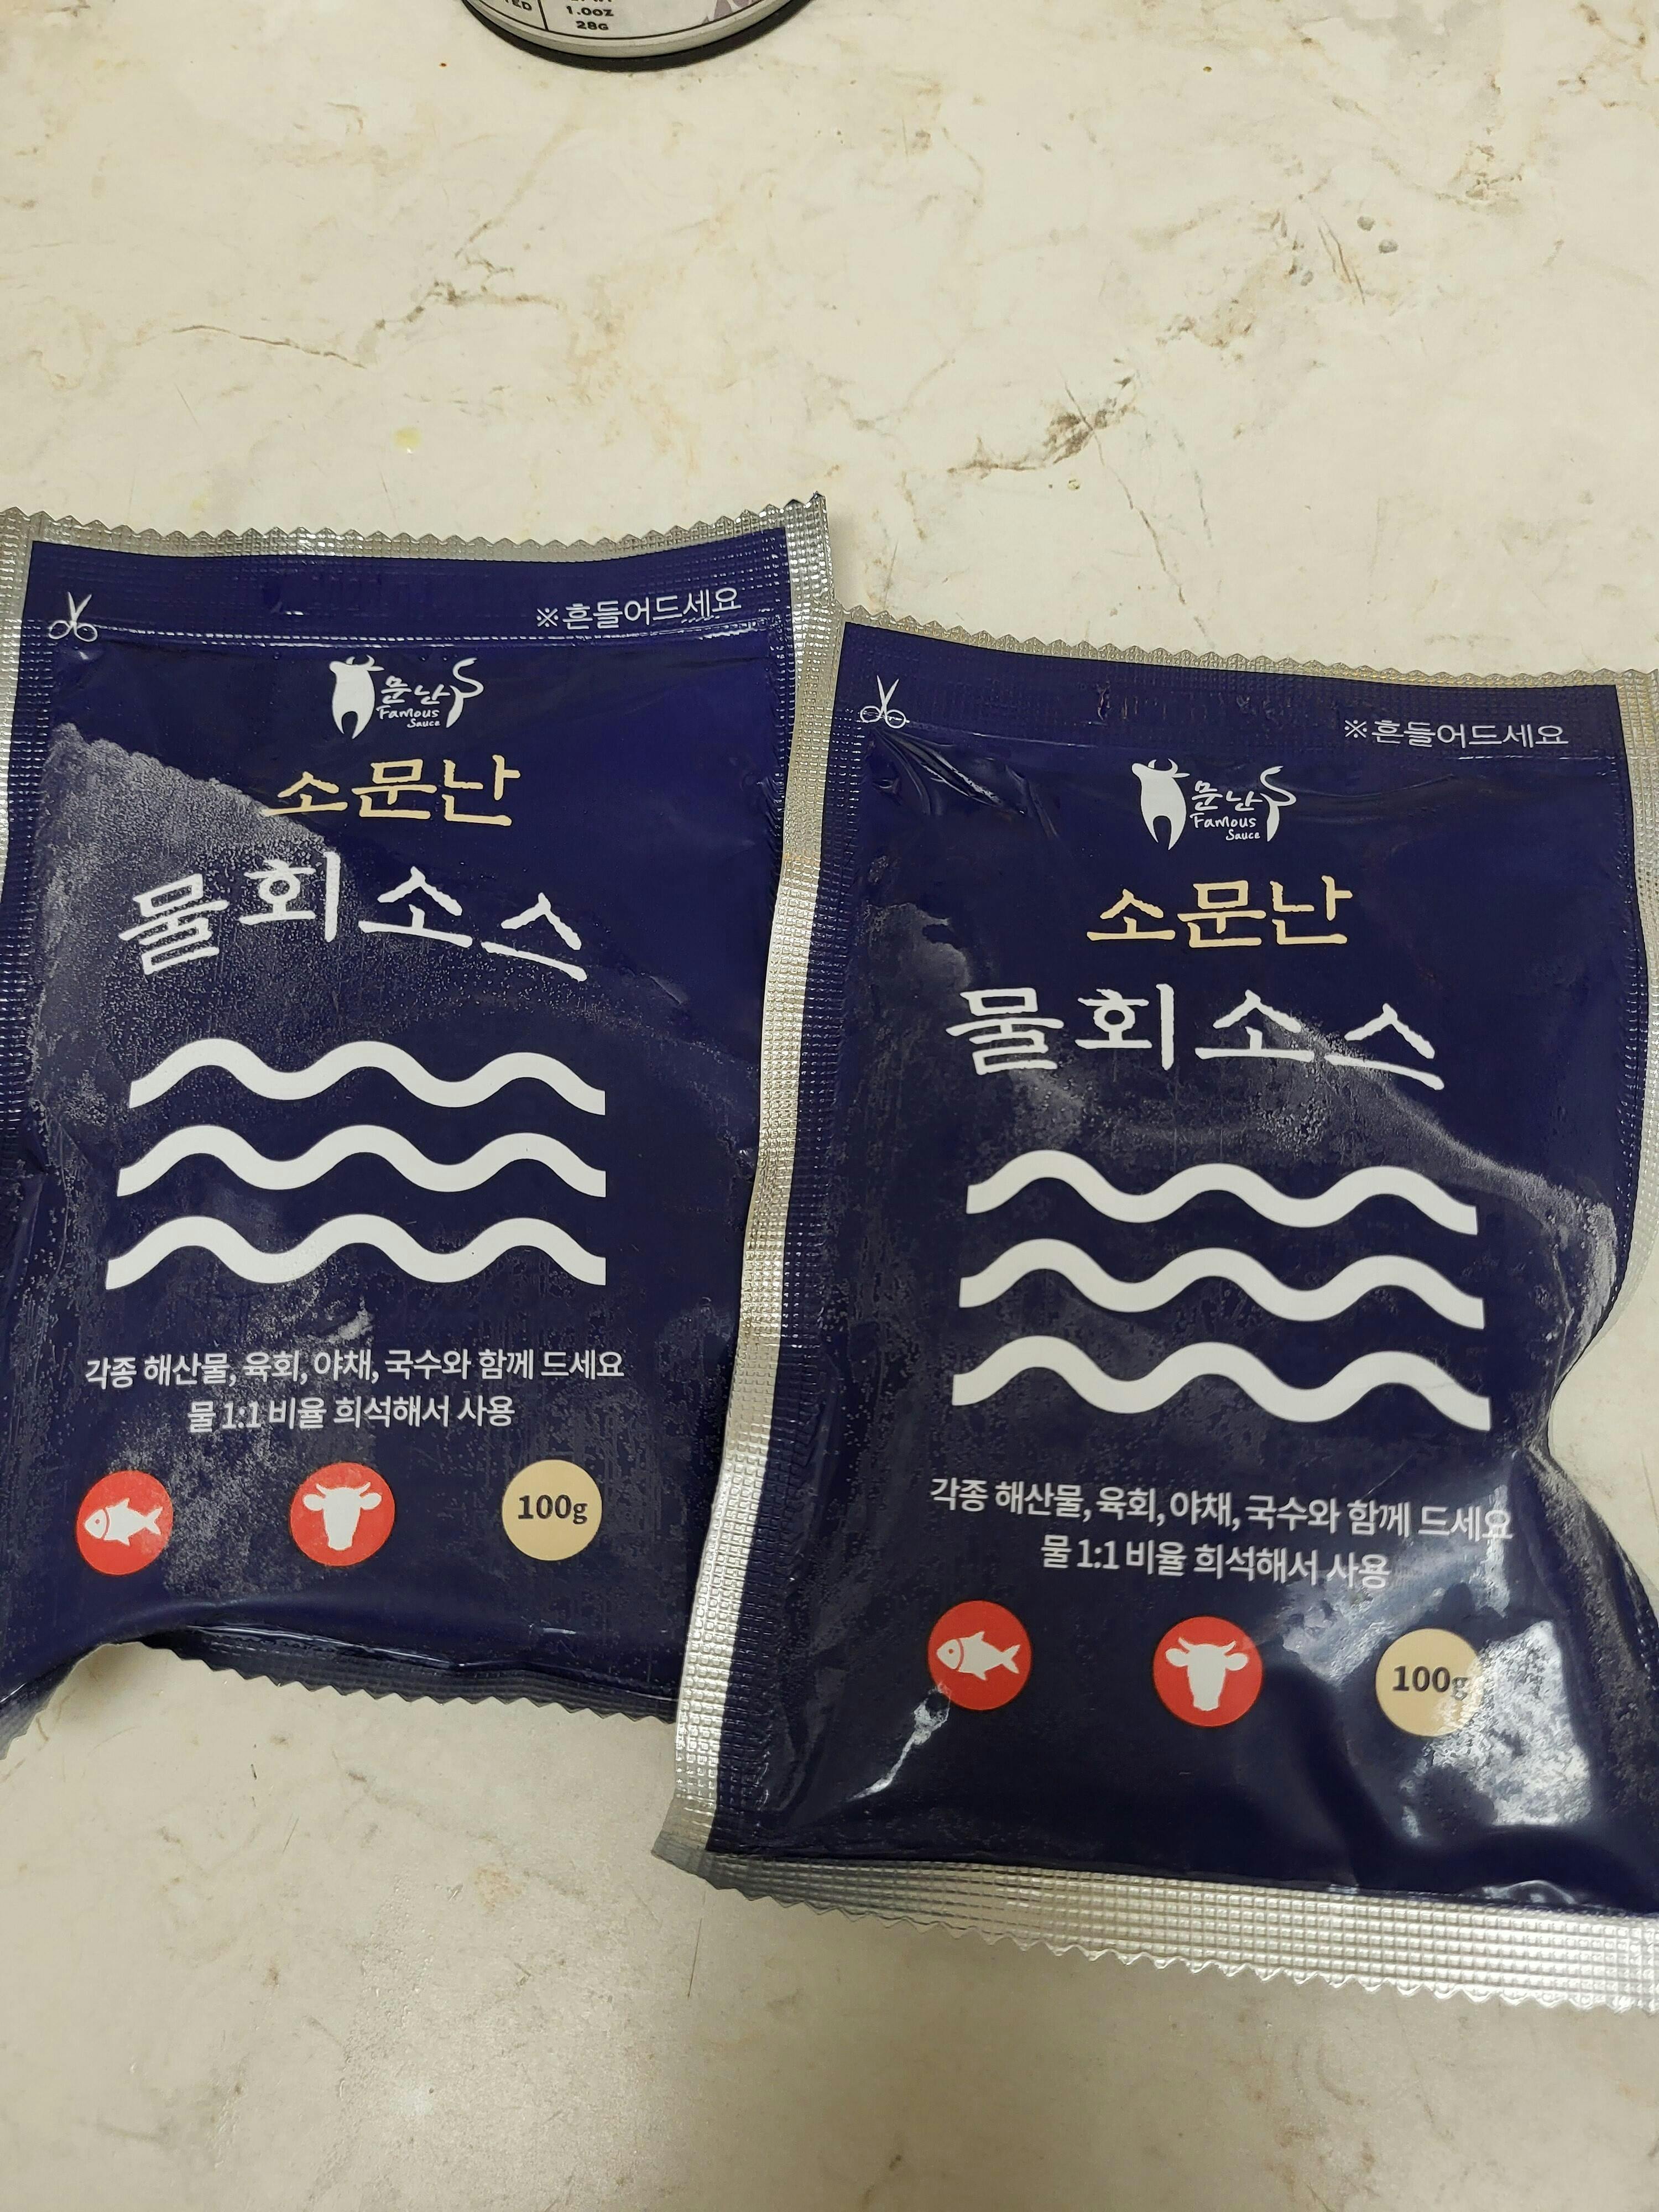 TED
1.0OZ
28G
※흔들어드세요
문난
Famous
Sauce
소문난
물회소스
각종 해산물, 육회, 야채, 국수와 함께 드세요
물 1:1 비율 희석해서 사용
100g
※흔들어드세요
문난
Famous
Sauce
소문난
물회소스
각종 해산물, 육회, 야채, 국수와 함께 드세요
물 1:1 비율 희석해서 사용
100g